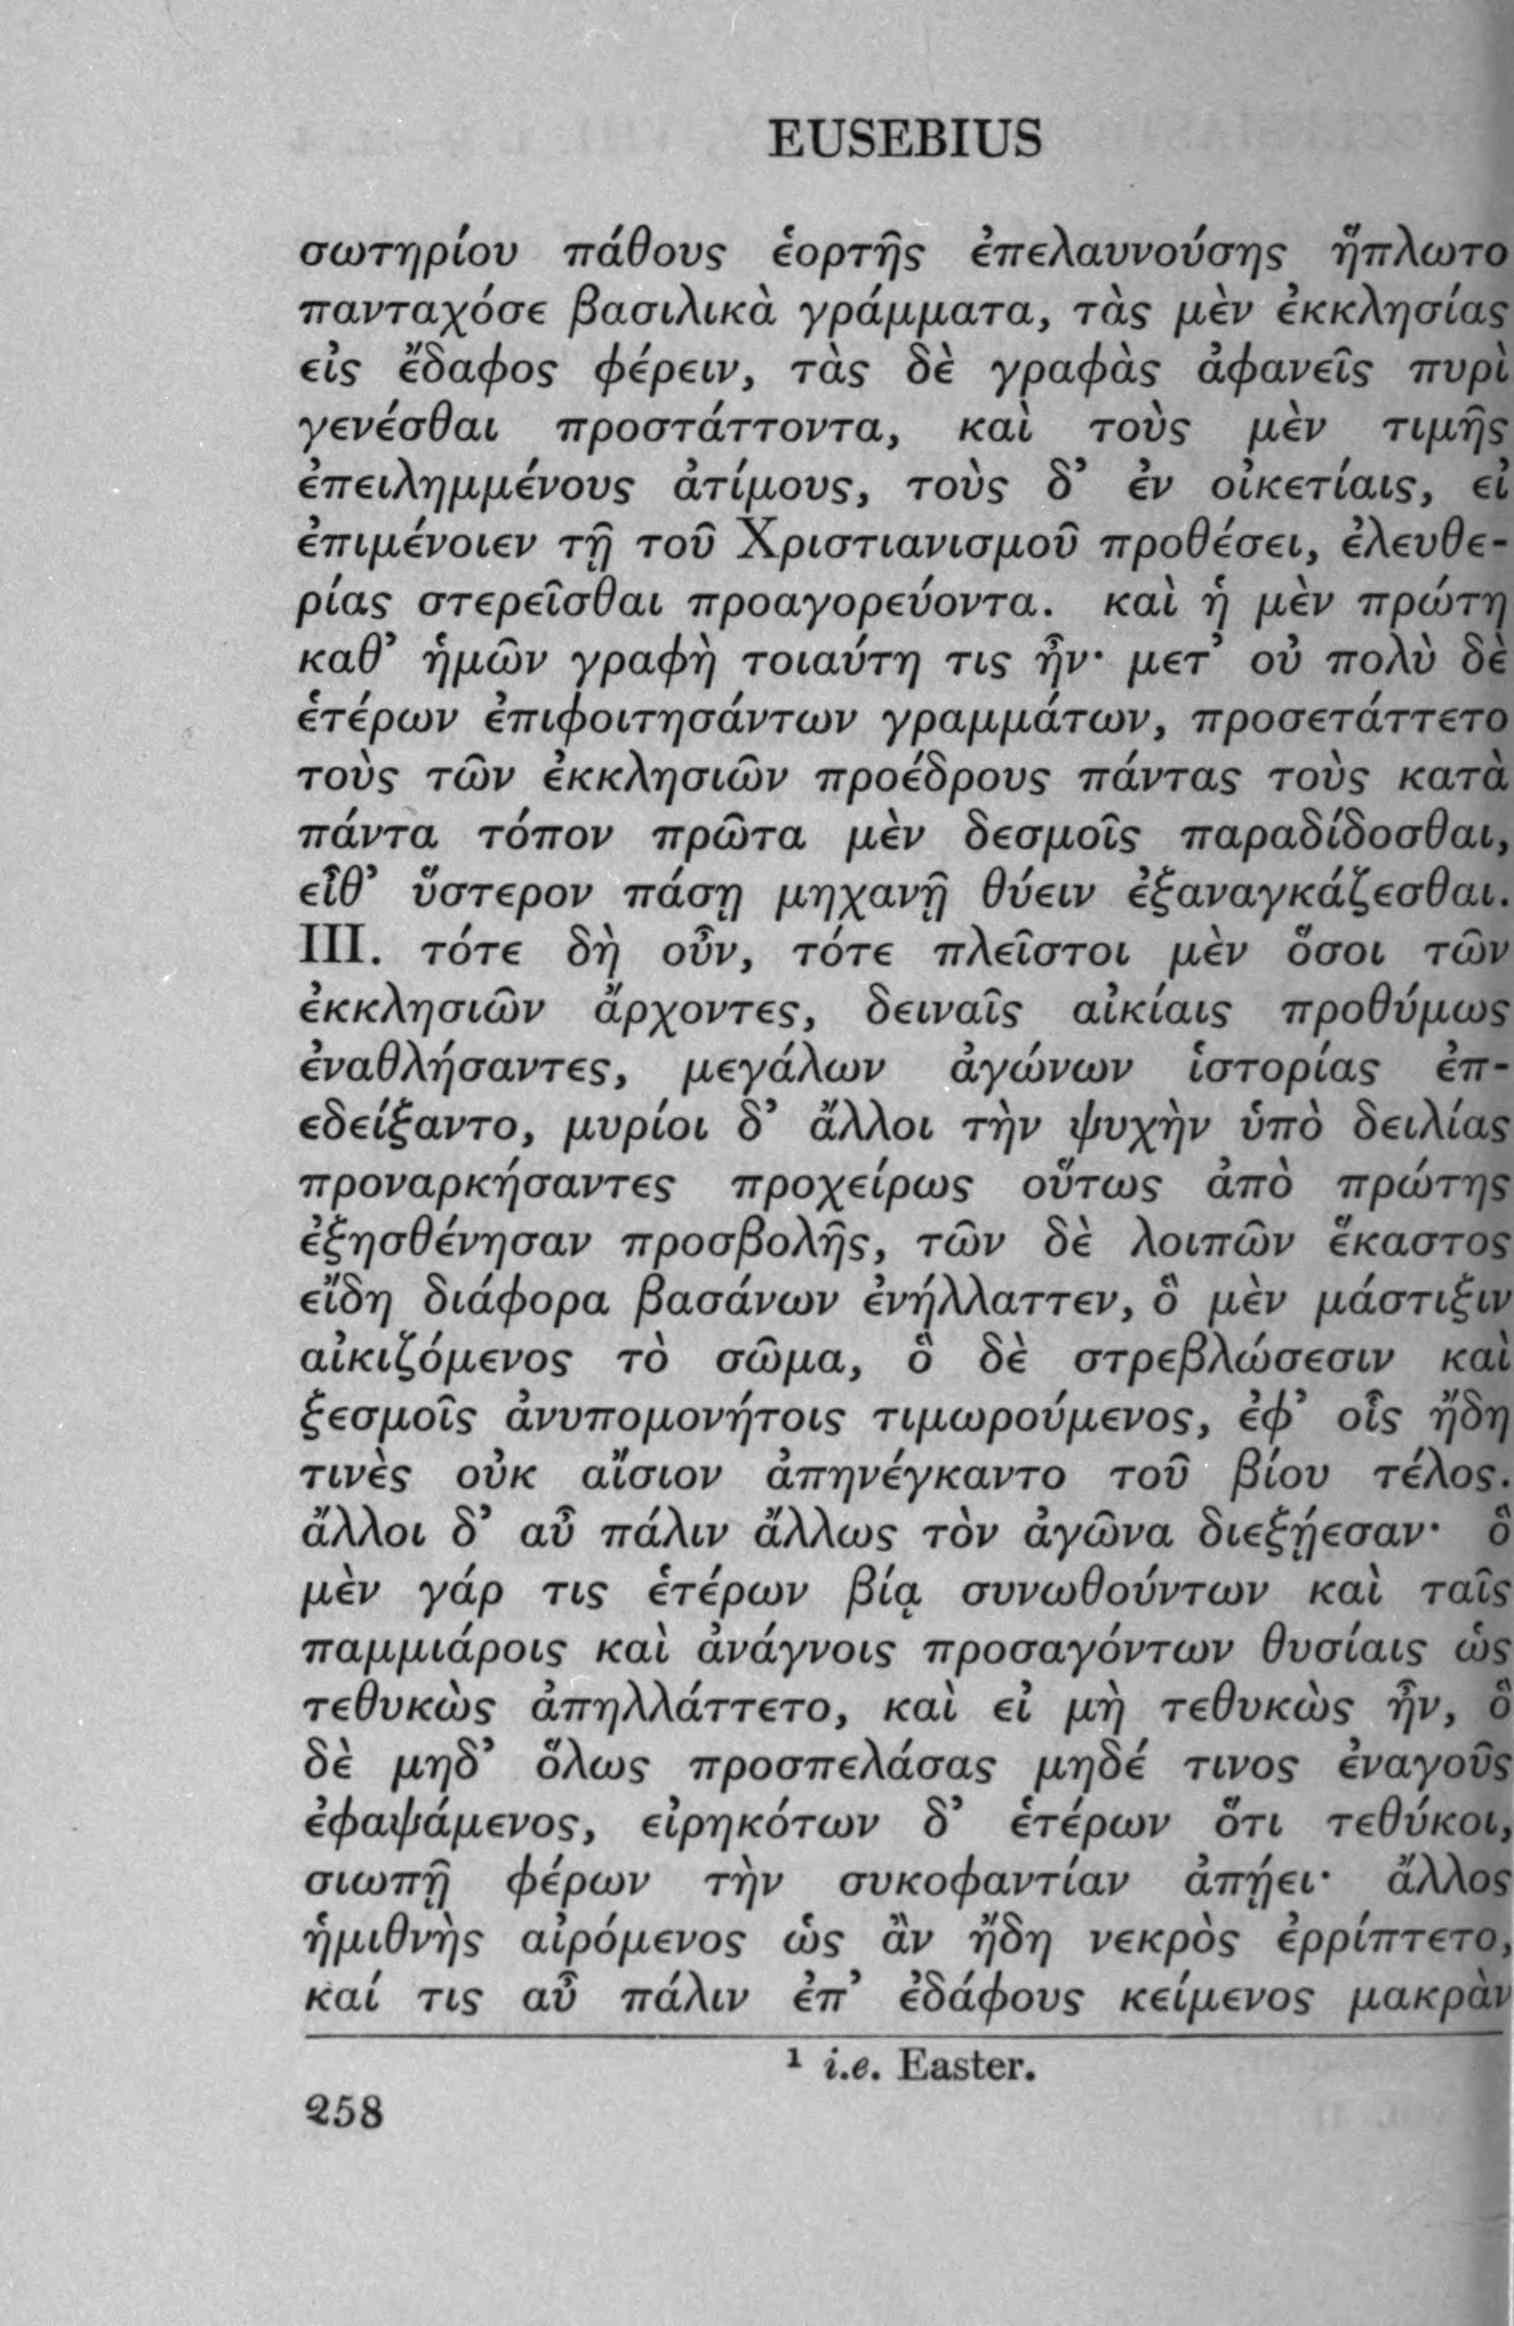 EUSEBIUS
σωτηρίου πάθους ἑορτῆς ἐπελαυνούσης ἥπλωτο
πανταχόσε βασιλικὰ γράμματα, τὰς μὲν ἐκκλησίας
εἰς ἔδαφος φέρειν, τὰς δὲ γραφὰς ἀφανεῖς πυρὶ
γενέσθαι προστάττοντα, καὶ τοὺς μὲν τιμῆς
ἐπειλημμένους ἀτίμους, τοὺς δ’ ἐν οἰκετίαις, εἰ
ἐπιμένοιεν τῇ τοῦ Χριστιανισμοῦ προθέσει, ἐλευθε-
ρίας στερεῖσθαι προαγορεύοντα. καὶ ἡ μὲν πρώτη
καθ’ ἡμῶν γραφὴ τοιαύτη τις ἦν· μετ’ οὐ πολὺ δὲ
ἑτέρων ἐπιφοιτησάντων γραμμάτων, προσετάττετο
τοὺς τῶν ἐκκλησιῶν προέδρους πάντας τοὺς κατὰ
πάντα τόπον πρῶτα μὲν δεσμοῖς παραδίδοσθαι,
εἶθ’ ὕστερον πάσῃ μηχανῇ θύειν ἐξαναγκάζεσθαι.
III. τότε δὴ οὖν, τότε πλεῖστοι μὲν ὅσοι τῶν
ἐκκλησιῶν ἄρχοντες, δειναῖς αἰκίαις προθύμως
ἐναθλήσαντες, μεγάλων ἀγώνων ἱστορίας ἐπ-
εδείξαντο, μυρίοι δ’ ἄλλοι τὴν ψυχὴν ὑπὸ δειλίας
προναρκήσαντες προχείρως οὕτως ἀπὸ πρώτης
ἐξησθένησαν προσβολῆς, τῶν δὲ λοιπῶν ἕκαστος
εἴδη διάφορα βασάνων ἐνήλλαττεν, ὃ μὲν μάστιξιν
αἰκιζόμενος τὸ σῶμα, ὃ δὲ στρεβλώσεσιν καὶ
ξεσμοῖς ἀνυπομονήτοις τιμωρούμενος, ἐφ’ οἷς ἤδη
τινὲς οὐκ αἴσιον ἀπηνέγκαντο τοῦ βίου τέλος.
ἄλλοι δ’ αὖ πάλιν ἄλλως τὸν ἀγῶνα διεξῄεσαν· ὃ
μὲν γάρ τις ἑτέρων βίᾳ συνωθούντων καὶ ταῖς
παμμιάροις καὶ ἀνάγνοις προσαγόντων θυσίαις ὡς
τεθυκὼς ἀπηλλάττετο, καὶ εἰ μὴ τεθυκὼς ἦν, ὃ
δὲ μηδ’ ὅλως προσπελάσας μηδέ τινος ἐναγοῦς
ἐφαψάμενος, εἰρηκότων δ’ ἑτέρων ὅτι τεθύκοι,
σιωπῇ φέρων τὴν συκοφαντίαν ἀπῄει· ἄλλος
ἡμιθνὴς αἰρόμενος ὡς ἂν ἤδη νεκρὸς ἐρρίπτετο,
καί τις αὖ πάλιν ἐπ’ ἐδάφους κείμενος μακρὰν
¹ i.e. Easter.
258